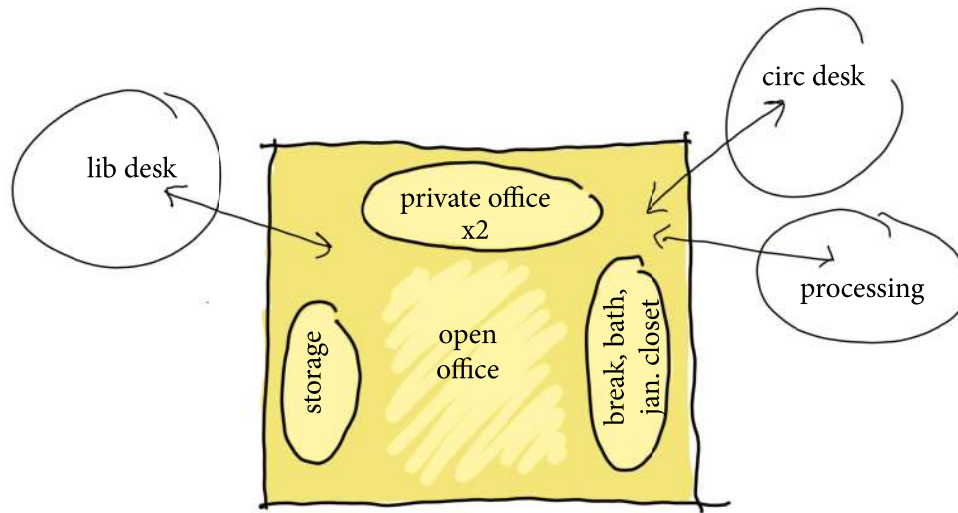 circ desk
lib desk
private office
x2
processing
open
office
storage
break, bath,
jan. closet